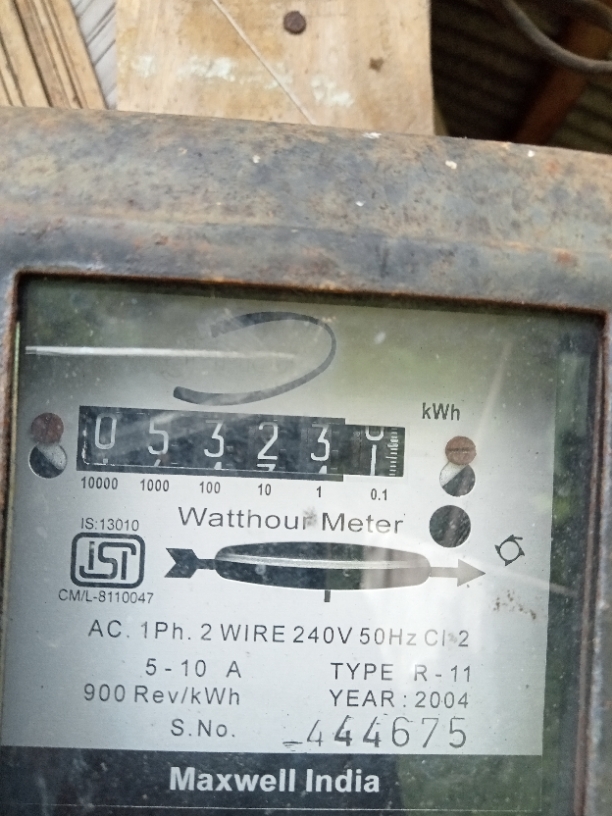 kWh
0 5 3 2 3 1
10000 1000 100 10 1 0.1
Watthour Meter
IS:13010
ISI
CM/L-8110047
AC. 1Ph. 2 WIRE 240V 50Hz Cl-2
5-10 A TYPE R-11
900 Rev/kWh YEAR : 2004
S.No. 444675
Maxwell India